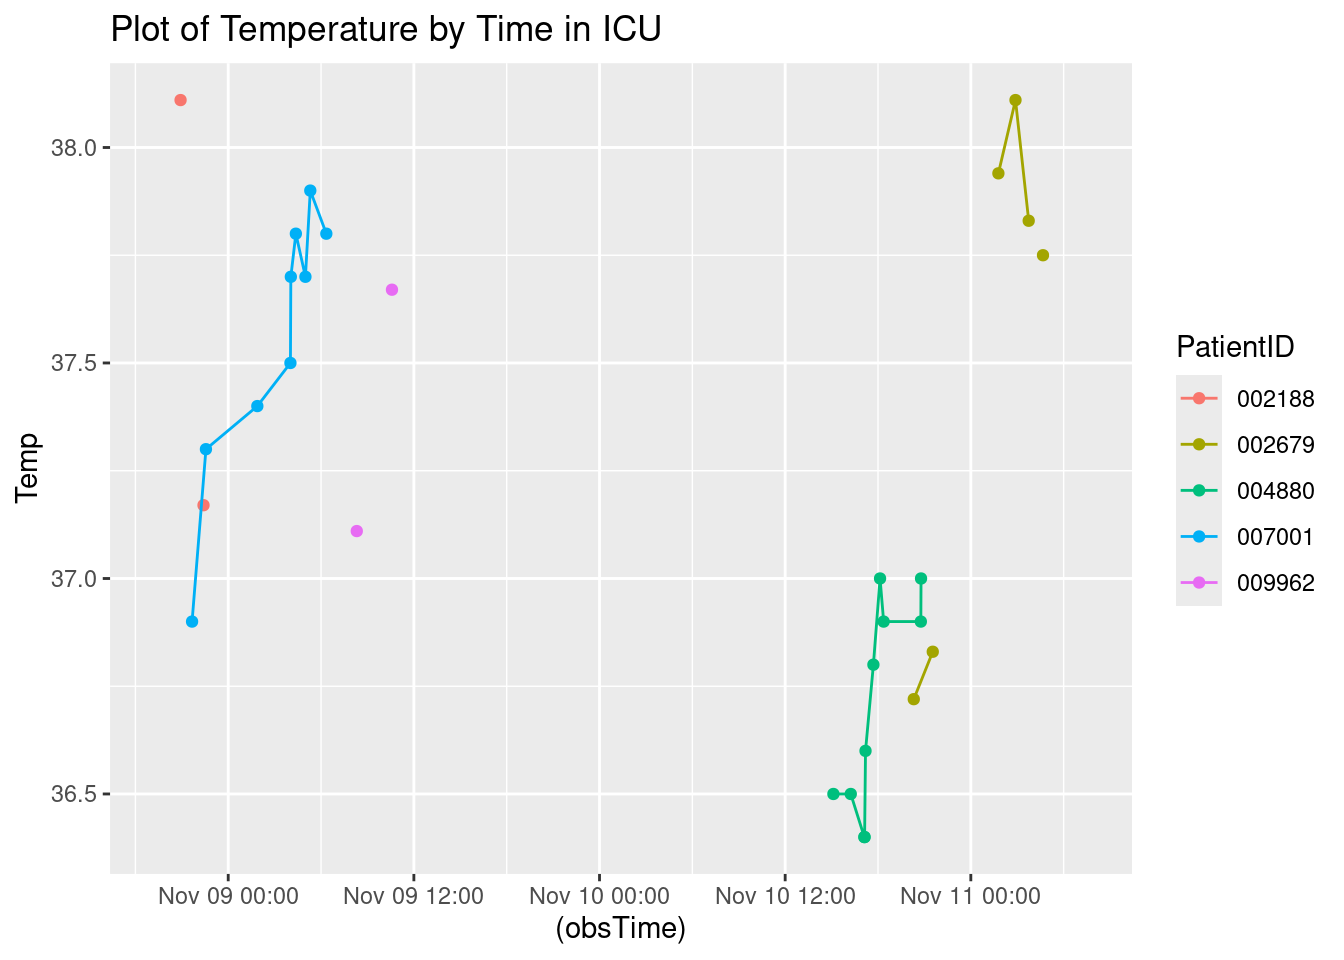 Plot of Temperature by Time in ICU
38.0
37.5
37.0
36.5
Temp
Nov 09 00:00
Nov 09 12:00
Nov 10 00:00
Nov 10 12:00
Nov 11 00:00
(obsTime)
PatientID
002188
002679
004880
007001
009962